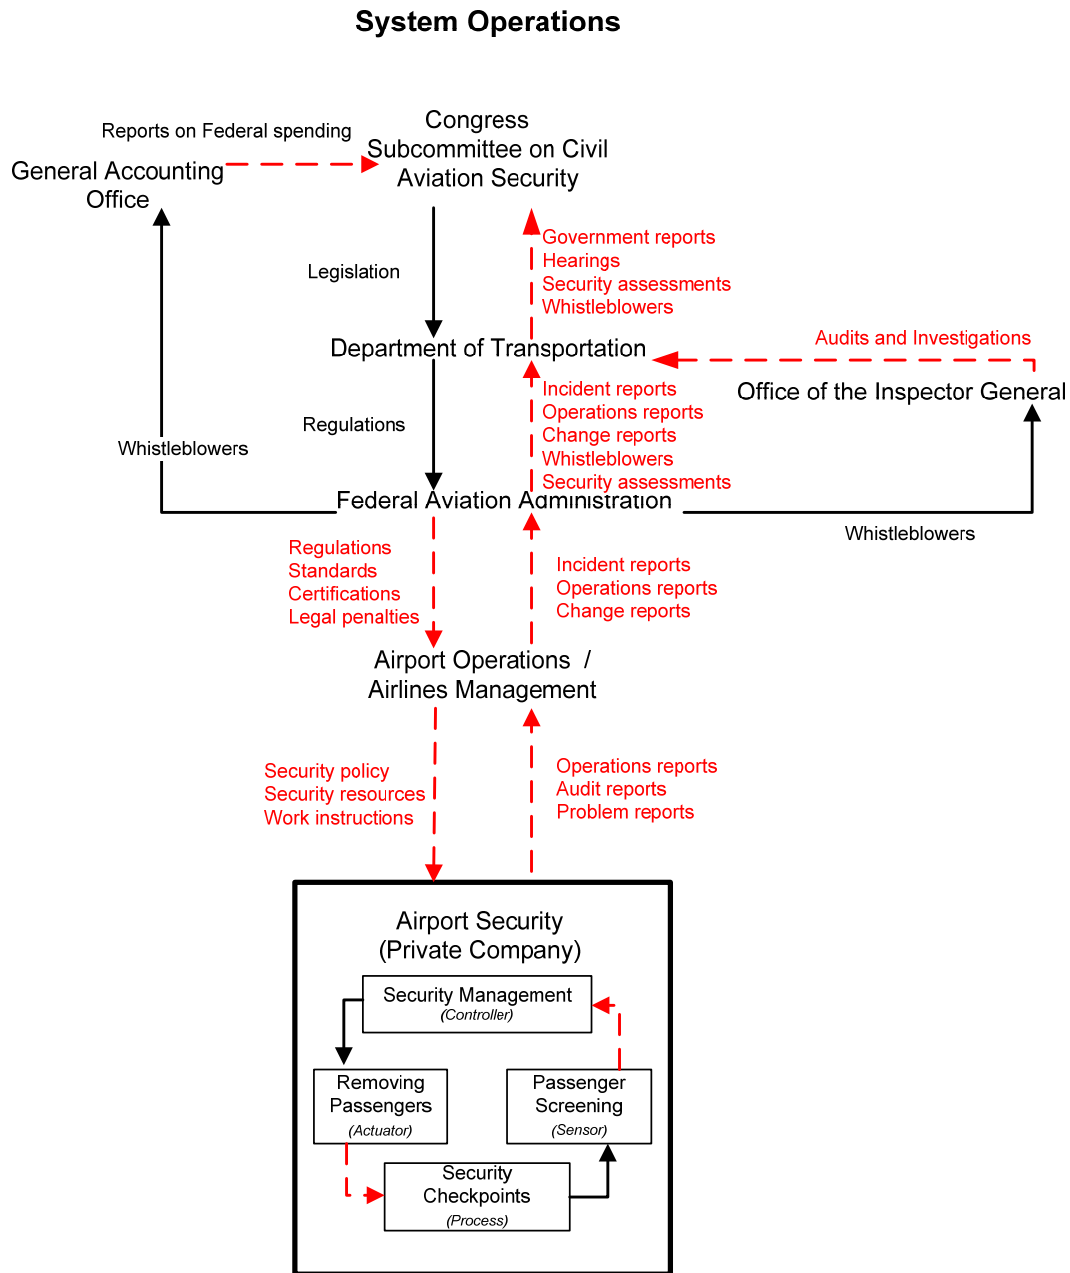 System Operations
Reports on Federal spending
General Accounting
Office
Congress
Subcommittee on Civil
Aviation Security
Legislation
Government reports
Hearings
Security assessments
Whistleblowers
Department of Transportation
Audits and Investigations
Office of the Inspector General
Regulations
Incident reports
Operations reports
Change reports
Whistleblowers
Security assessments
Whistleblowers
Federal Aviation Administration
Whistleblowers
Regulations
Standards
Certifications
Legal penalties
Incident reports
Operations reports
Change reports
Airport Operations /
Airlines Management
Security policy
Security resources
Work instructions
Operations reports
Audit reports
Problem reports
Airport Security
(Private Company)
Security Management
(Controller)
Removing
Passengers
(Actuator)
Passenger
Screening
(Sensor)
Security
Checkpoints
(Process)